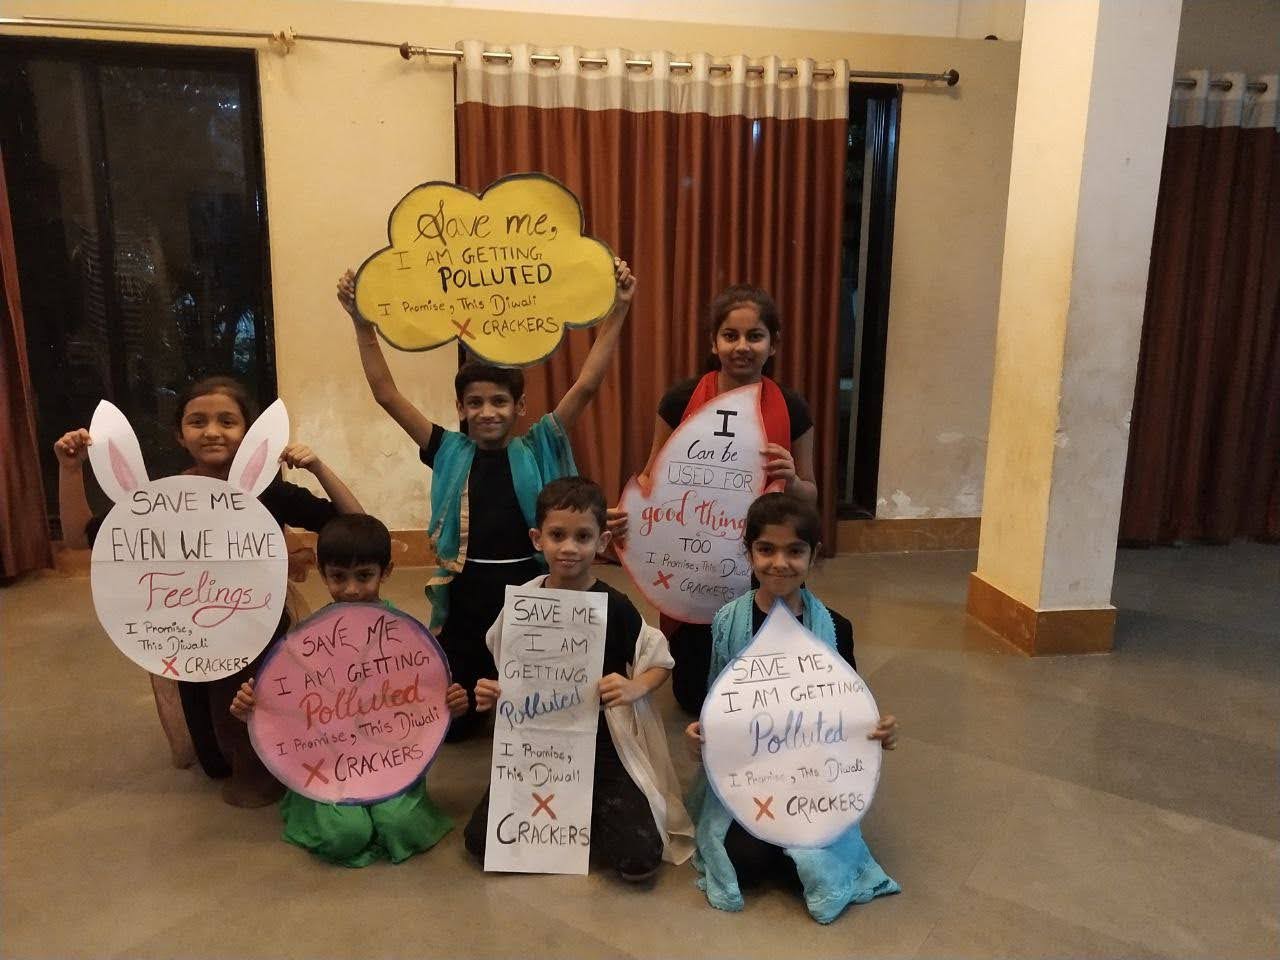 Save me,
I AM GETTING
POLLUTED
I Promise, This Diwali
X CRACKERS
SAVE ME
EVEN WE HAVE
Feelings
I Promise,
This Diwali
X CRACKERS
I
Can be
USED FOR
good thing
TOO
I Promise, This Diwal
X CRACKERS
SAVE ME
I AM GETTING
Polluted
I Promise, This Diwali
X CRACKERS
SAVE ME
I AM
GETTING
Polluted
I Promise,
This Diwali
X
CRACKERS
SAVE ME,
I AM GETTING
Polluted
I Promise, This Diwali
X CRACKERS